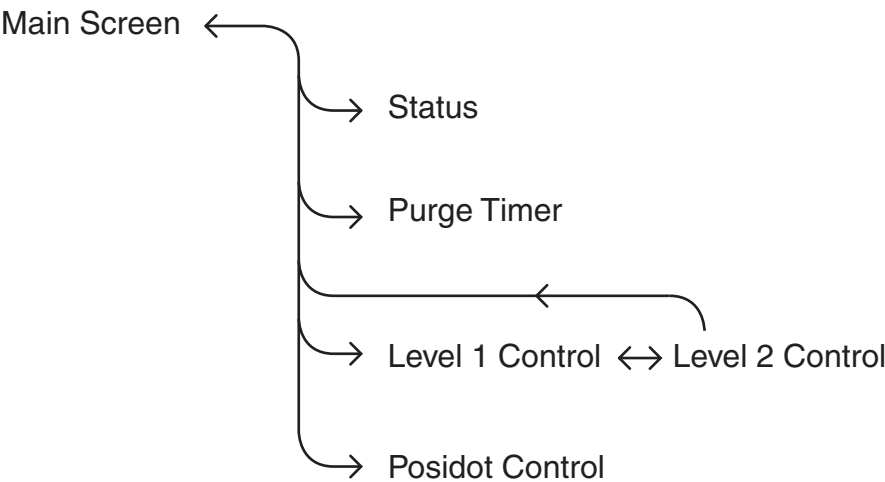 Main Screen
Status
Purge Timer
Level 1 Control
Level 2 Control
Posidot Control